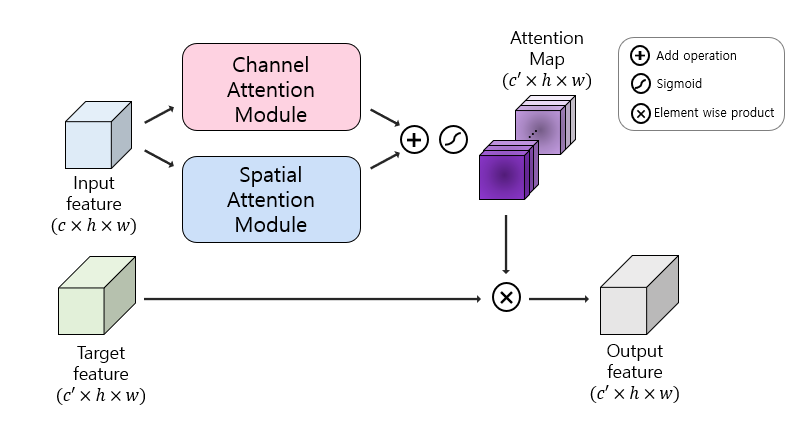 Channel
Attention
Module
Spatial
Attention
Module
Input
feature
(c × h × w)
Target
feature
(c′ × h × w)
Attention
Map
(c′ × h × w)
Add operation
Sigmoid
Element wise product
Output
feature
(c′ × h × w)